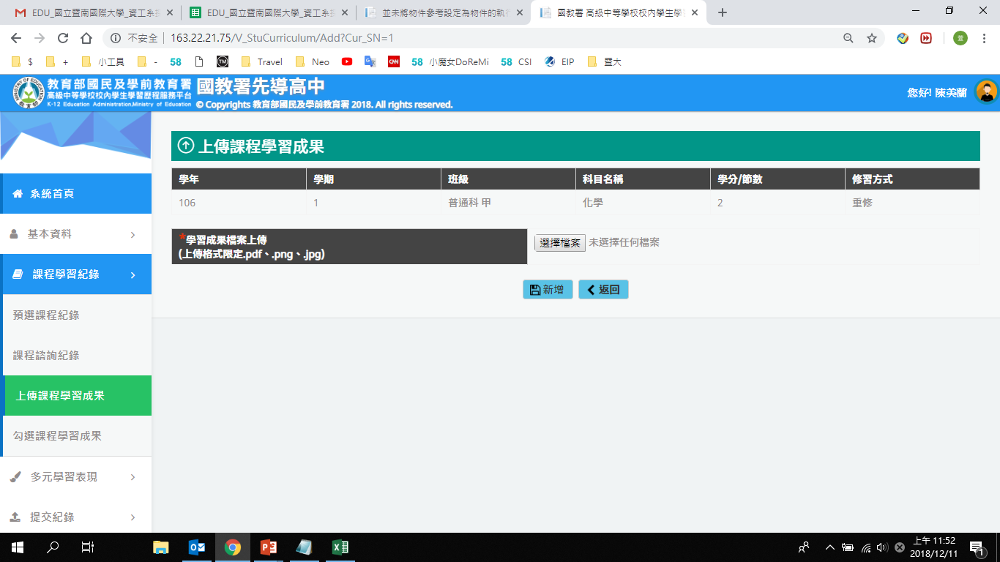 EDU_國立暨南國際大學_資工系
EDU_國立暨南國際大學_資工系
並未將物件參考設定為物件的執行
國教署 高級中等學校校內學生學
不安全 163.22.21.75/V_StuCurriculum/Add?Cur_SN=1
萱
$
+
小工具
-
58
TM
Travel
Neo
CNN
58 小魔女DoReMi
58 CSI
EIP
暨大
MINISTRY OF EDUCATION
教育部
教育部國民及學前教育署
高級中等學校校內學生學習歷程服務平台
K-12 Education Administration,Ministry of Education
國教署先導高中
© Copyrights 教育部國民及學前教育署 2018. All rights reserved.
您好! 陳美蘭
系統首頁
基本資料
課程學習紀錄
預選課程紀錄
課程諮詢紀錄
上傳課程學習成果
勾選課程學習成果
多元學習表現
提交紀錄
上傳課程學習成果
學年 學期 班級 科目名稱 學分/節數 修習方式
106 1 普通科 甲 化學 2 重修
*學習成果檔案上傳
(上傳格式限定.pdf、.png、.jpg)
選擇檔案 未選擇任何檔案
新增
返回
上午 11:52
2018/12/11
1